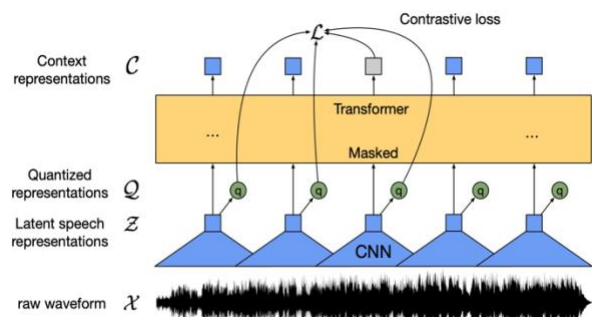 Contrastive loss
ℒ
Context
representations 𝒞
Transformer
... ...
Masked
Quantized
representations 𝒬
q q q q q
Latent speech
representations 𝒵
CNN
raw waveform 𝒳